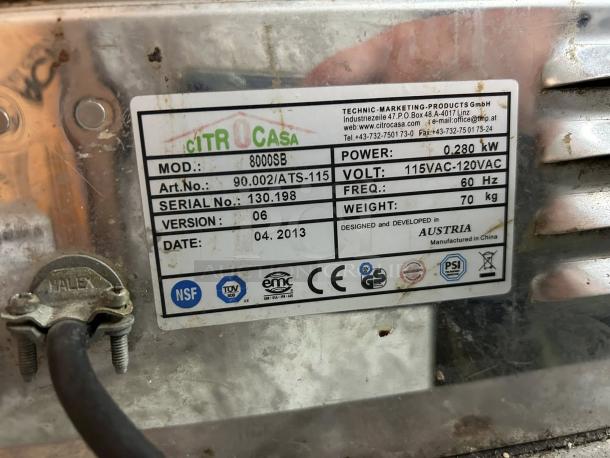 CITROCASA
TECHNIC-MARKETING-PRODUCTS GmbH
Industriezeile 47.P.O.Box 48.A-4017 Linz
web:www.citrocasa.com e-mail:office@tmp.at
Tel.+43-732-7501 73-0 Fax+43-732-75 01 75-24
MOD.: 8000SB
Art.No.: 90.002/ATS-115
SERIAL No.: 130.198
VERSION : 06
DATE: 04. 2013
POWER: 0.280 kW
VOLT: 115VAC-120VAC
FREQ.: 60 Hz
WEIGHT: 70 kg
DESIGNED and DEVELOPED in
AUSTRIA
Manufactured in China
NSF
TÜV
emc
CE
GS
PSI
HALEX